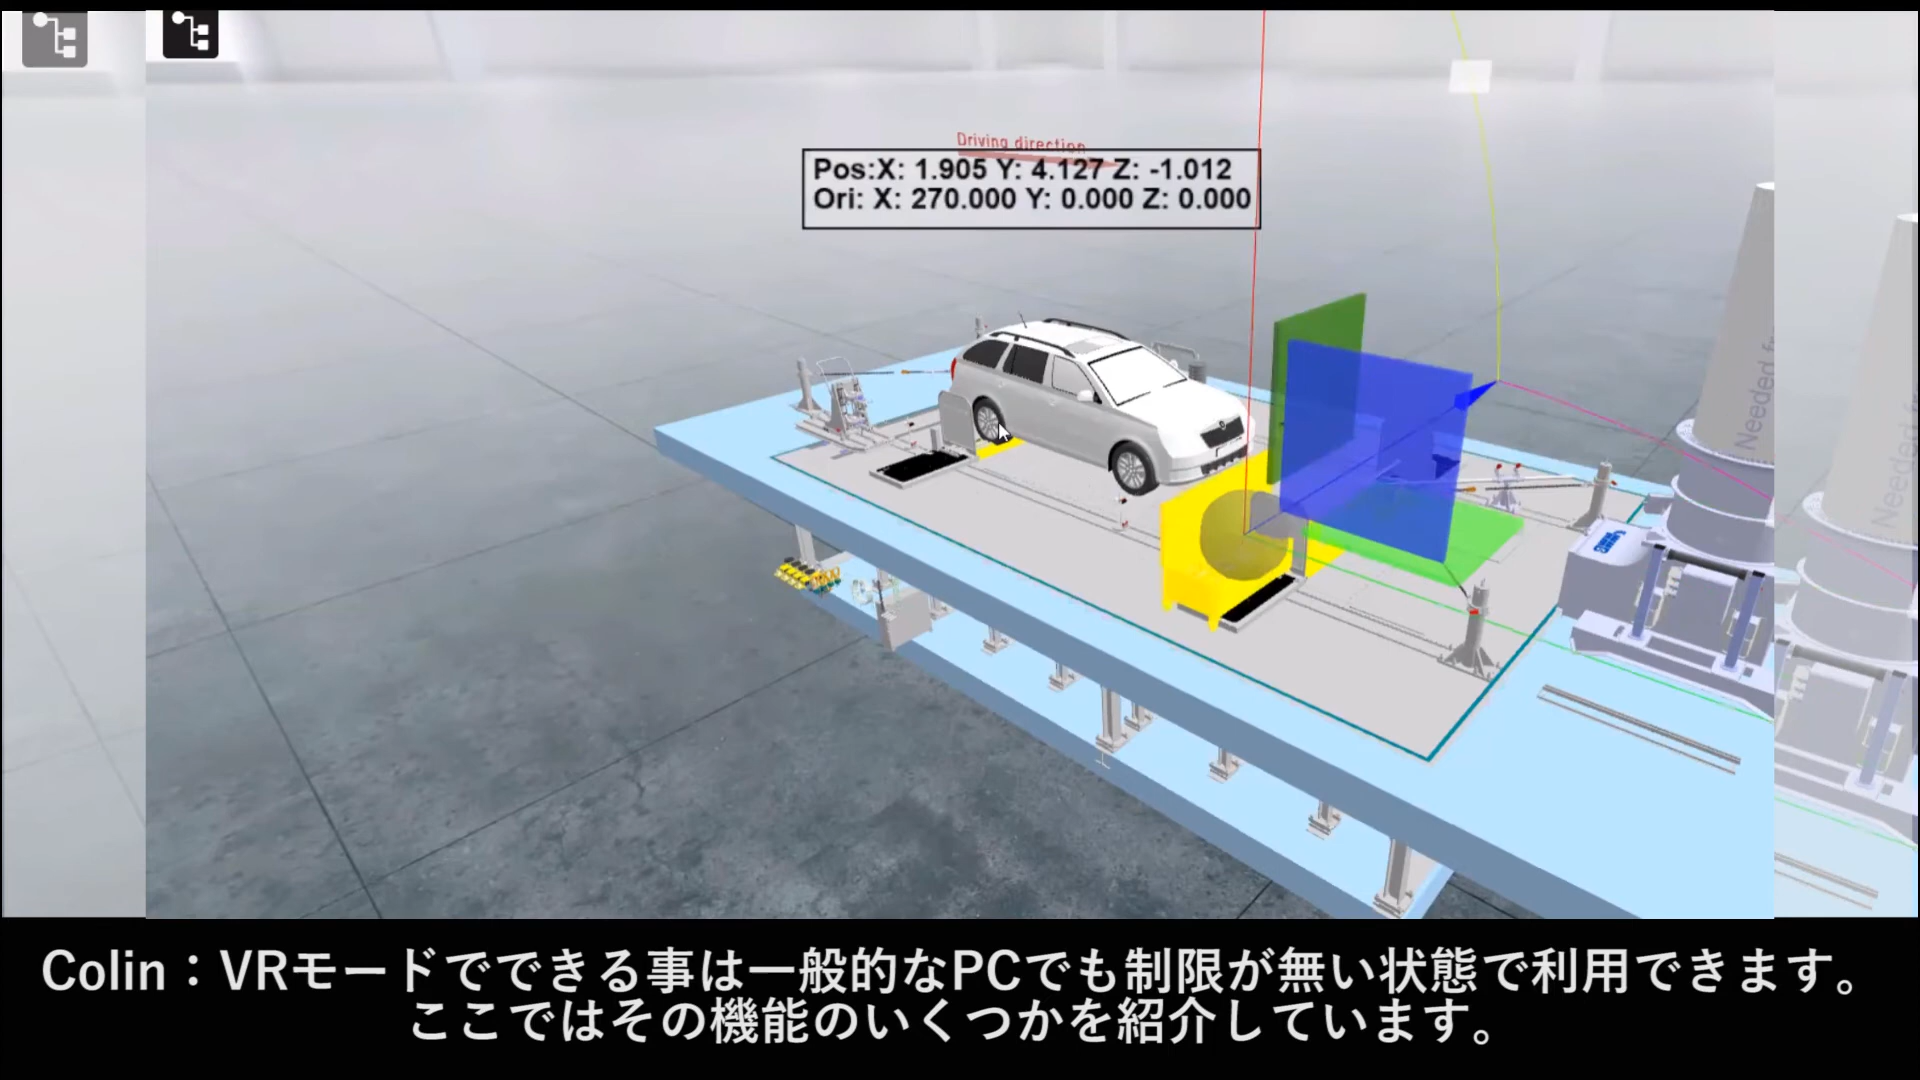 Driving direction
Pos:X: 1.905 Y: 4.127 Z: -1.012
Ori: X: 270.000 Y: 0.000 Z: 0.000
Needed
Needed
Colin：VRモードでできる事は一般的なPCでも制限が無い状態で利用できます。
ここではその機能のいくつかを紹介しています。